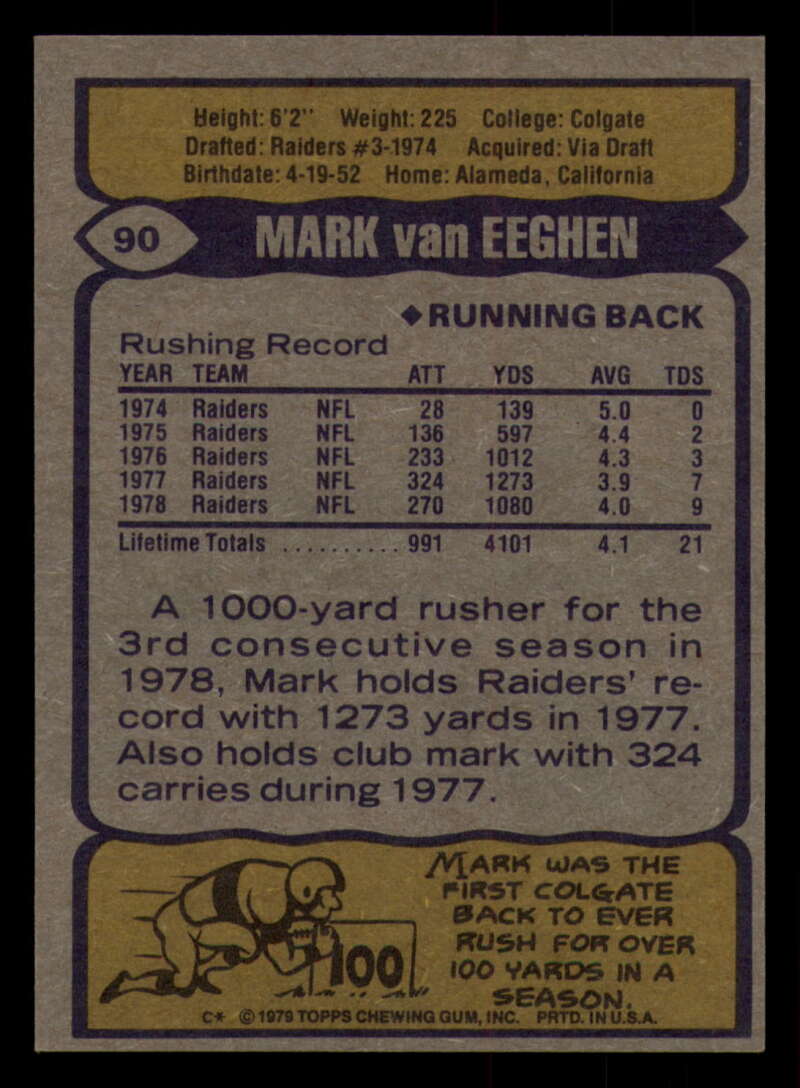 Height: 6'2" Weight: 225 College: Colgate
Drafted: Raiders #3-1974 Acquired: Via Draft
Birthdate: 4-19-52 Home: Alameda, California
90 MARK van EEGHEN
◆RUNNING BACK
Rushing Record
YEAR TEAM ATT YDS AVG TDS
1974 Raiders NFL 28 139 5.0 0
1975 Raiders NFL 136 597 4.4 2
1976 Raiders NFL 233 1012 4.3 3
1977 Raiders NFL 324 1273 3.9 7
1978 Raiders NFL 270 1080 4.0 9
Lifetime Totals .......... 991 4101 4.1 21
A 1000-yard rusher for the
3rd consecutive season in
1978, Mark holds Raiders' re-
cord with 1273 yards in 1977.
Also holds club mark with 324
carries during 1977.
MARK WAS THE
FIRST COLGATE
BACK TO EVER
RUSH FOR OVER
100 YARDS IN A
SEASON.
100
C* © 1979 TOPPS CHEWING GUM, INC. PRTD. IN U.S.A.